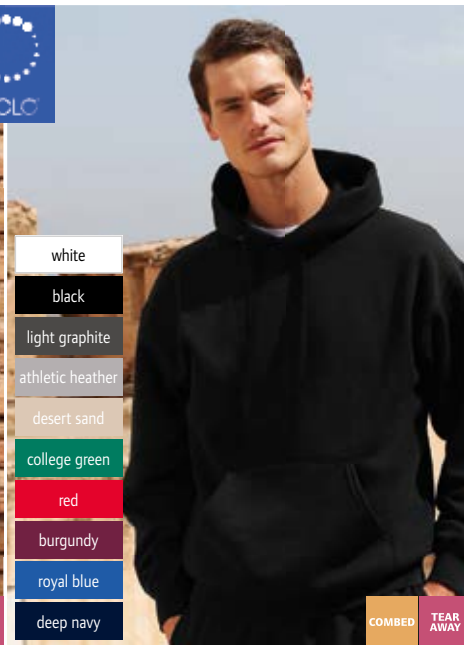 white
black
light graphite
athletic heather
desert sand
college green
red
burgundy
royal blue
deep navy
COMBED
TEAR
AWAY